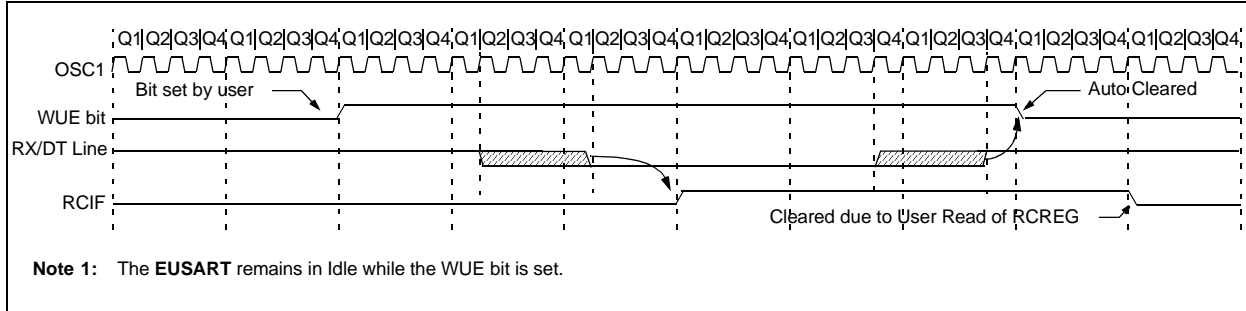 Q1|Q2|Q3|Q4|Q1|Q2|Q3|Q4|Q1|Q2|Q3|Q4|Q1|Q2|Q3|Q4|Q1|Q2|Q3|Q4|Q1|Q2|Q3|Q4|Q1|Q2|Q3|Q4|Q1|Q2|Q3|Q4|Q1|Q2|Q3|Q4|Q1|Q2|Q3|Q4
OSC1
Bit set by user
Auto Cleared
WUE bit
RX/DT Line
RCIF
Cleared due to User Read of RCREG
Note 1: The EUSART remains in Idle while the WUE bit is set.